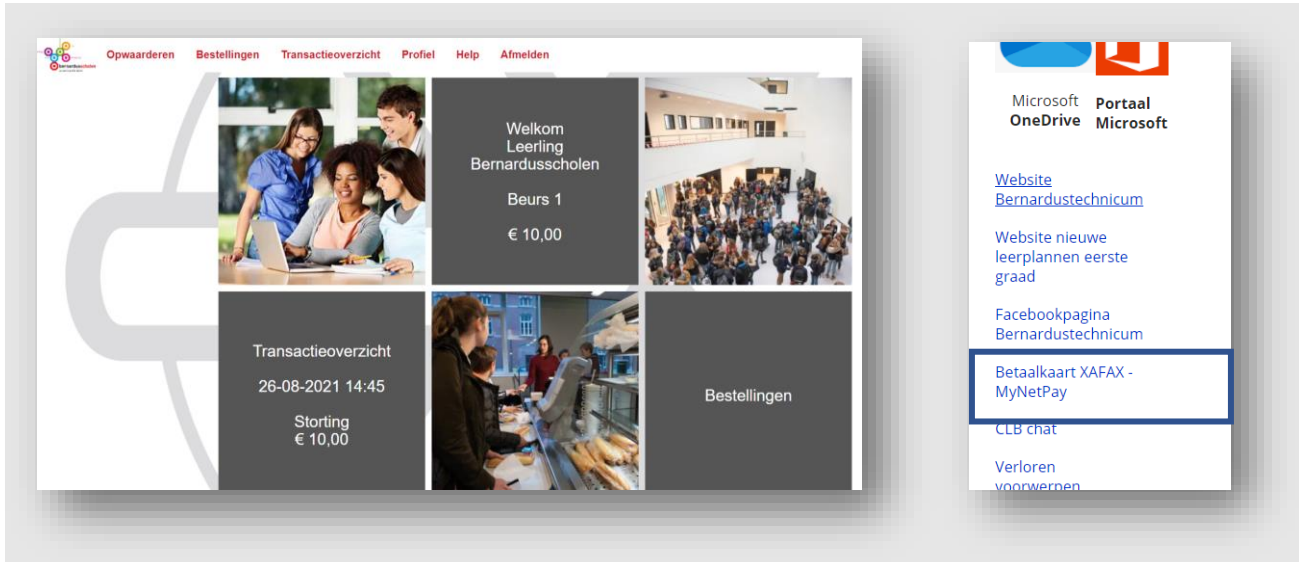 bernardusscholen
Opwaarderen Bestellingen Transactieoverzicht Profiel Help Afmelden
Welkom
Leerling
Bernardusscholen
Beurs 1
€ 10,00
Transactieoverzicht
26-08-2021 14:45
Storting
€ 10,00
Bestellingen
Microsoft
OneDrive
Portaal
Microsoft
Website
Bernardustechnicum
Website nieuwe
leerplannen eerste
graad
Facebookpagina
Bernardustechnicum
Betaalkaart XAFAX -
MyNetPay
CLB chat
Verloren
voorwerpen